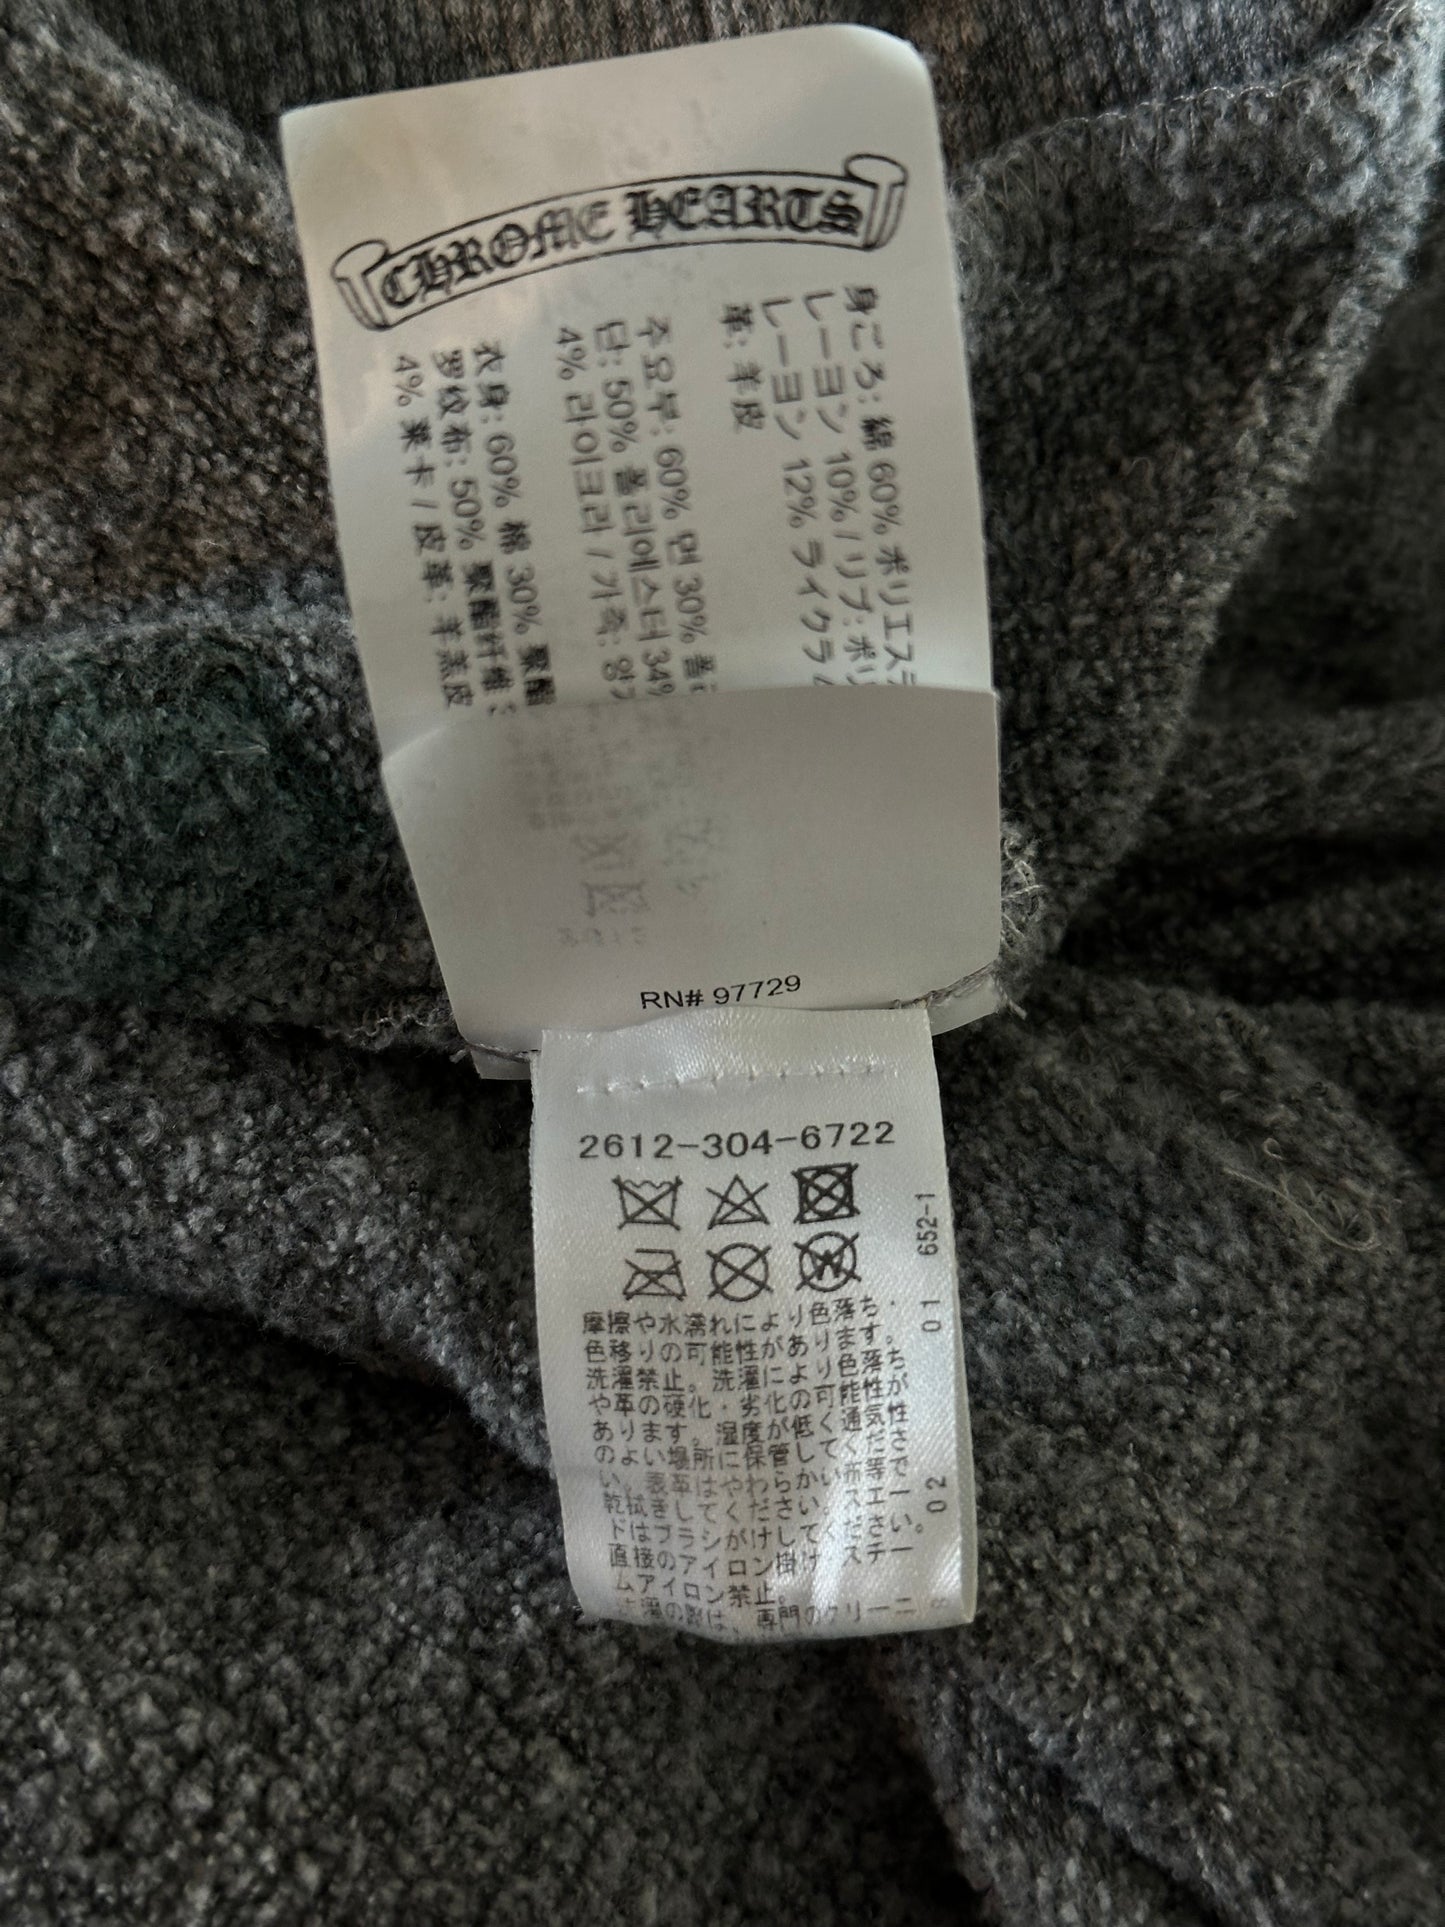 CHROME HEARTS
身ごろ: 綿 60% ポリエス
レーヨン 10% / リブ: ポリ
レーヨン 12% ライクラ
革: 羊皮
주요부: 60% 면 30% 폴
단: 50% 폴리에스터 34%
4% 라이크라 / 가죽: 양
衣身: 60% 棉 30% 聚酯
罗纹布: 50% 聚酯纤维
4% 莱卡 / 皮革: 羊羔皮
RN# 97729
2612-304-6722
652-1
01
02
摩擦や水濡れにより色落ち・
色移りの可能性があります。
洗濯禁止。洗濯により色落ち
や革の硬化・劣化の可能性が
あります。湿度が低く通気性
のよい場所に保管してくださ
い。表革はやわらかい布等で
乾拭きしてください。スエー
ドはブラシがけしてください。
直接のアイロン掛け、スチー
ムアイロン禁止。
専門のクリーニ